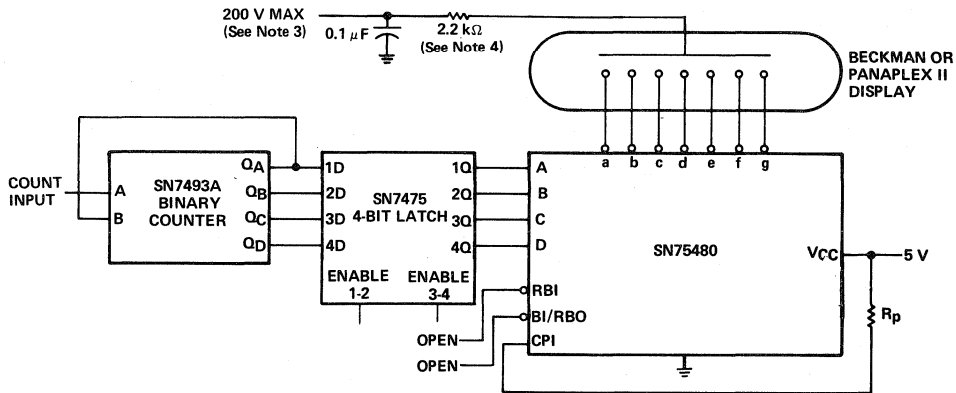 200 V MAX
(See Note 3)
0.1 μF
2.2 kΩ
(See Note 4)
BECKMAN OR
PANAPLEX II
DISPLAY
a b c d e f g
COUNT
INPUT
A
B
SN7493A
BINARY
COUNTER
QA
QB
QC
QD
1D
2D
3D
4D
SN7475
4-BIT LATCH
1Q
2Q
3Q
4Q
ENABLE
1-2
ENABLE
3-4
A
B
C
D
SN75480
VCC
5 V
RBI
BI/RBO
CPI
OPEN
OPEN
Rp